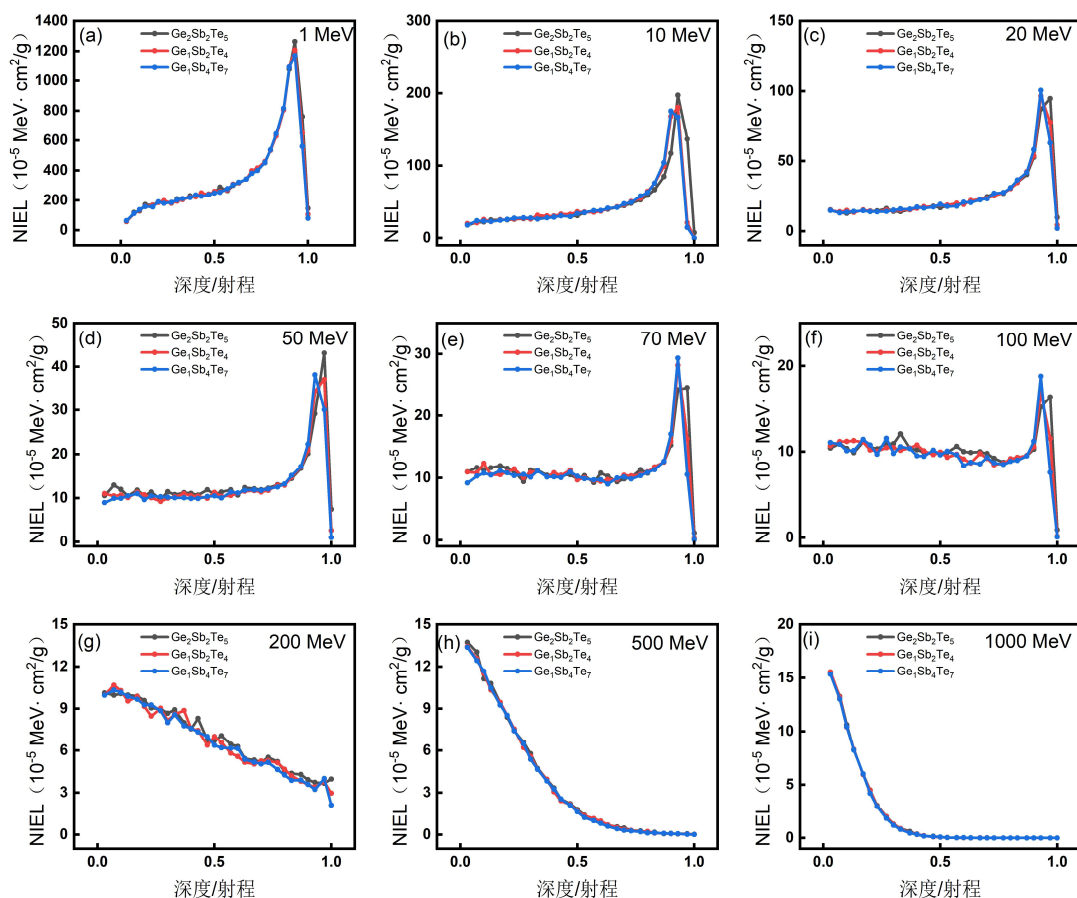 (a)
1 MeV
Ge₂Sb₂Te₅
Ge₁Sb₂Te₄
Ge₁Sb₄Te₇
NIEL（10⁻⁵ MeV· cm²/g）
1400
1200
1000
800
600
400
200
0
0.0 0.5 1.0
深度/射程
(b)
10 MeV
Ge₂Sb₂Te₅
Ge₁Sb₂Te₄
Ge₁Sb₄Te₇
NIEL（10⁻⁵ MeV· cm²/g）
300
200
100
0
0.0 0.5 1.0
深度/射程
(c)
20 MeV
Ge₂Sb₂Te₅
Ge₁Sb₂Te₄
Ge₁Sb₄Te₇
NIEL（10⁻⁵ MeV· cm²/g）
150
100
50
0
0.0 0.5 1.0
深度/射程
(d)
50 MeV
Ge₂Sb₂Te₅
Ge₁Sb₂Te₄
Ge₁Sb₄Te₇
NIEL（10⁻⁵ MeV· cm²/g）
50
40
30
20
10
0
0.0 0.5 1.0
深度/射程
(e)
70 MeV
Ge₂Sb₂Te₅
Ge₁Sb₂Te₄
Ge₁Sb₄Te₇
NIEL（10⁻⁵ MeV· cm²/g）
30
20
10
0
0.0 0.5 1.0
深度/射程
(f)
100 MeV
Ge₂Sb₂Te₅
Ge₁Sb₂Te₄
Ge₁Sb₄Te₇
NIEL（10⁻⁵ MeV· cm²/g）
20
10
0
0.0 0.5 1.0
深度/射程
(g)
200 MeV
Ge₂Sb₂Te₅
Ge₁Sb₂Te₄
Ge₁Sb₄Te₇
NIEL（10⁻⁵ MeV· cm²/g）
15
12
9
6
3
0
0.0 0.5 1.0
深度/射程
(h)
500 MeV
Ge₂Sb₂Te₅
Ge₁Sb₂Te₄
Ge₁Sb₄Te₇
NIEL（10⁻⁵ MeV· cm²/g）
15
12
9
6
3
0
0.0 0.5 1.0
深度/射程
(i)
1000 MeV
Ge₂Sb₂Te₅
Ge₁Sb₂Te₄
Ge₁Sb₄Te₇
NIEL（10⁻⁵ MeV· cm²/g）
20
15
10
5
0
0.0 0.5 1.0
深度/射程